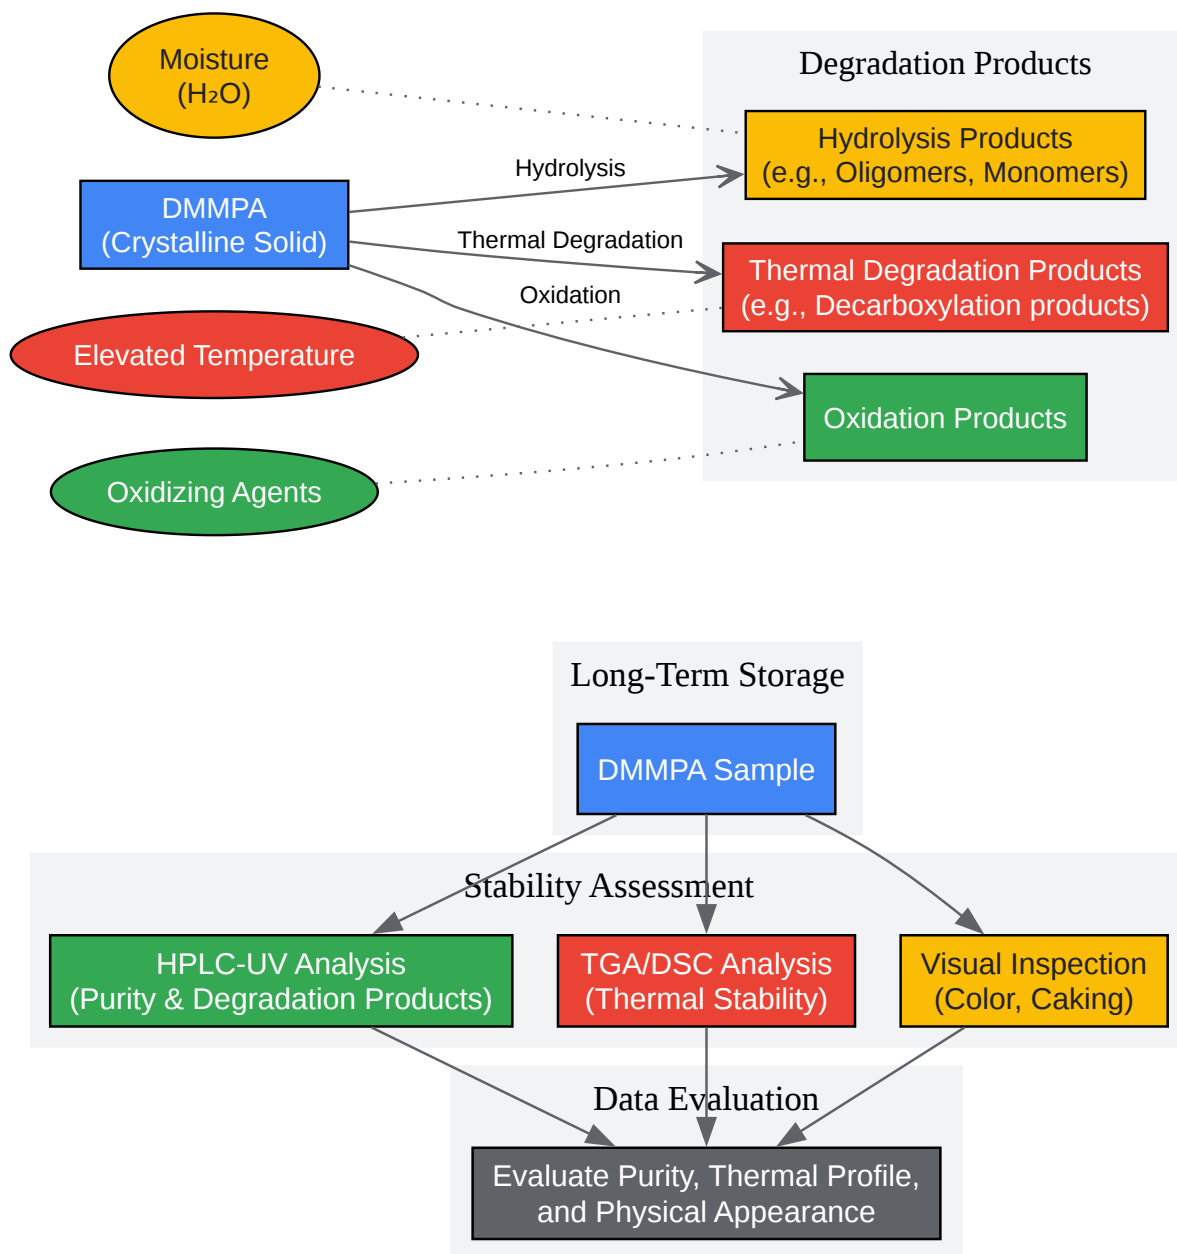 Moisture
(H₂O)
Degradation Products
Hydrolysis Products
(e.g., Oligomers, Monomers)
Hydrolysis
DMMPA
(Crystalline Solid)
Thermal Degradation
Thermal Degradation Products
(e.g., Decarboxylation products)
Oxidation
Elevated Temperature
Oxidation Products
Oxidizing Agents
Long-Term Storage
DMMPA Sample
Stability Assessment
HPLC-UV Analysis
(Purity & Degradation Products)
TGA/DSC Analysis
(Thermal Stability)
Visual Inspection
(Color, Caking)
Data Evaluation
Evaluate Purity, Thermal Profile,
and Physical Appearance